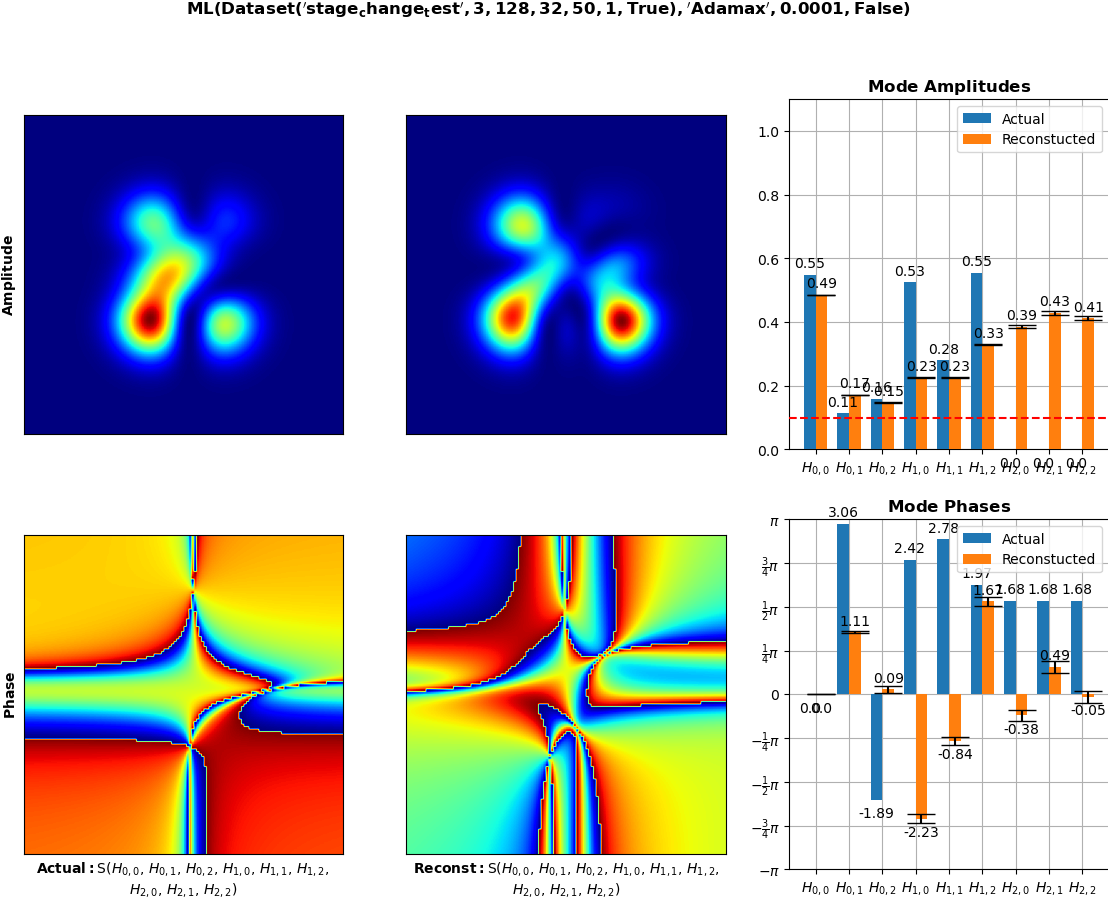 ML(Dataset('stage_change_test', 3, 128, 32, 50, 1, True), 'Adamax', 0.0001, False)
Amplitude
Mode Amplitudes
Actual
Reconstucted
1.0
0.8
0.6
0.4
0.2
0.0
0.55 0.49 0.11 0.17 0.16 0.15 0.53 0.23 0.28 0.23 0.55 0.33 0.0 0.39 0.0 0.43 0.0 0.41
H0,0 H0,1 H0,2 H1,0 H1,1 H1,2 H2,0 H2,1 H2,2
Phase
Actual: S(H0,0, H0,1, H0,2, H1,0, H1,1, H1,2,
H2,0, H2,1, H2,2)
Reconst: S(H0,0, H0,1, H0,2, H1,0, H1,1, H1,2,
H2,0, H2,1, H2,2)
Mode Phases
Actual
Reconstucted
π
3/4π
1/2π
1/4π
0
−1/4π
−1/2π
−3/4π
−π
0.0 0.0 3.06 1.11 -1.89 0.09 2.42 -2.23 2.78 -0.84 1.97 1.67 1.68 -0.38 1.68 0.49 1.68 -0.05
H0,0 H0,1 H0,2 H1,0 H1,1 H1,2 H2,0 H2,1 H2,2